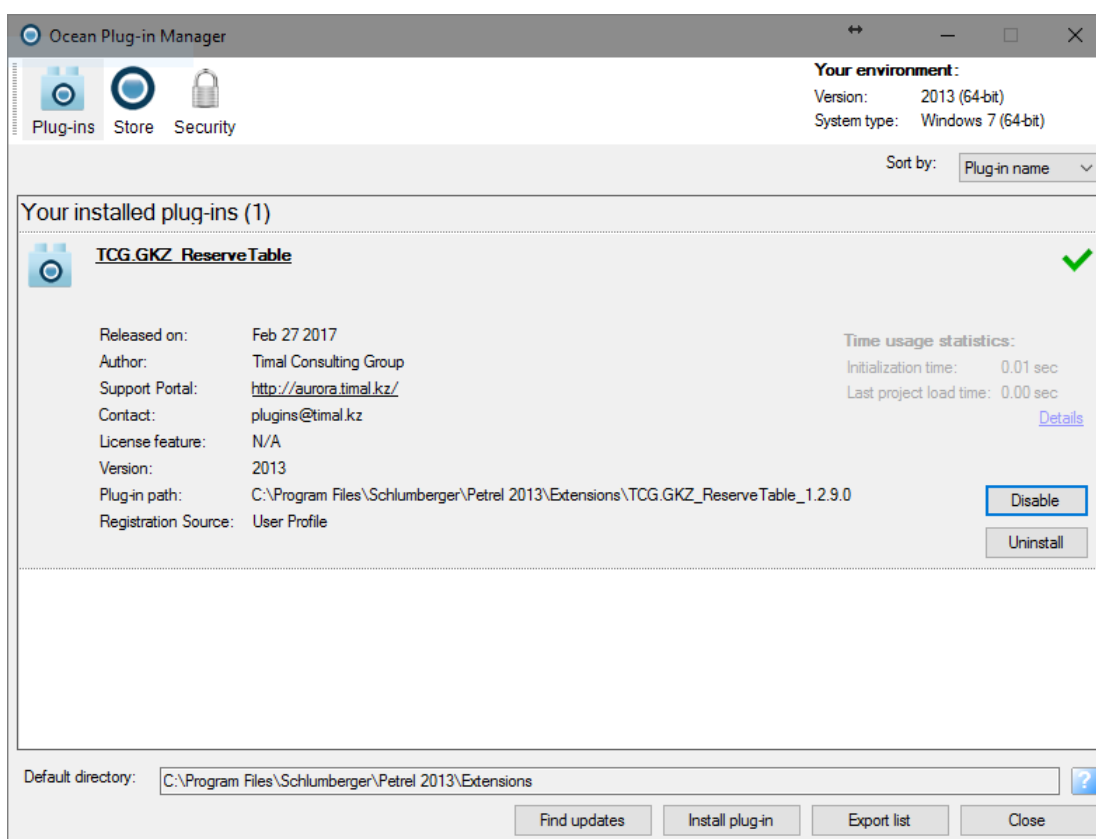 Ocean Plug-in Manager
Plug-ins Store Security
Your environment:
Version: 2013 (64-bit)
System type: Windows 7 (64-bit)
Sort by: Plug-in name
Your installed plug-ins (1)
TCG.GKZ_ReserveTable
Released on: Feb 27 2017
Author: Timal Consulting Group
Support Portal: http://aurora.timal.kz/
Contact: plugins@timal.kz
License feature: N/A
Version: 2013
Plug-in path: C:\Program Files\Schlumberger\Petrel 2013\Extensions\TCG.GKZ_ReserveTable_1.2.9.0
Registration Source: User Profile
Time usage statistics:
Initialization time: 0.01 sec
Last project load time: 0.00 sec
Details
Disable
Uninstall
Default directory: C:\Program Files\Schlumberger\Petrel 2013\Extensions
?
Find updates Install plug-in Export list Close